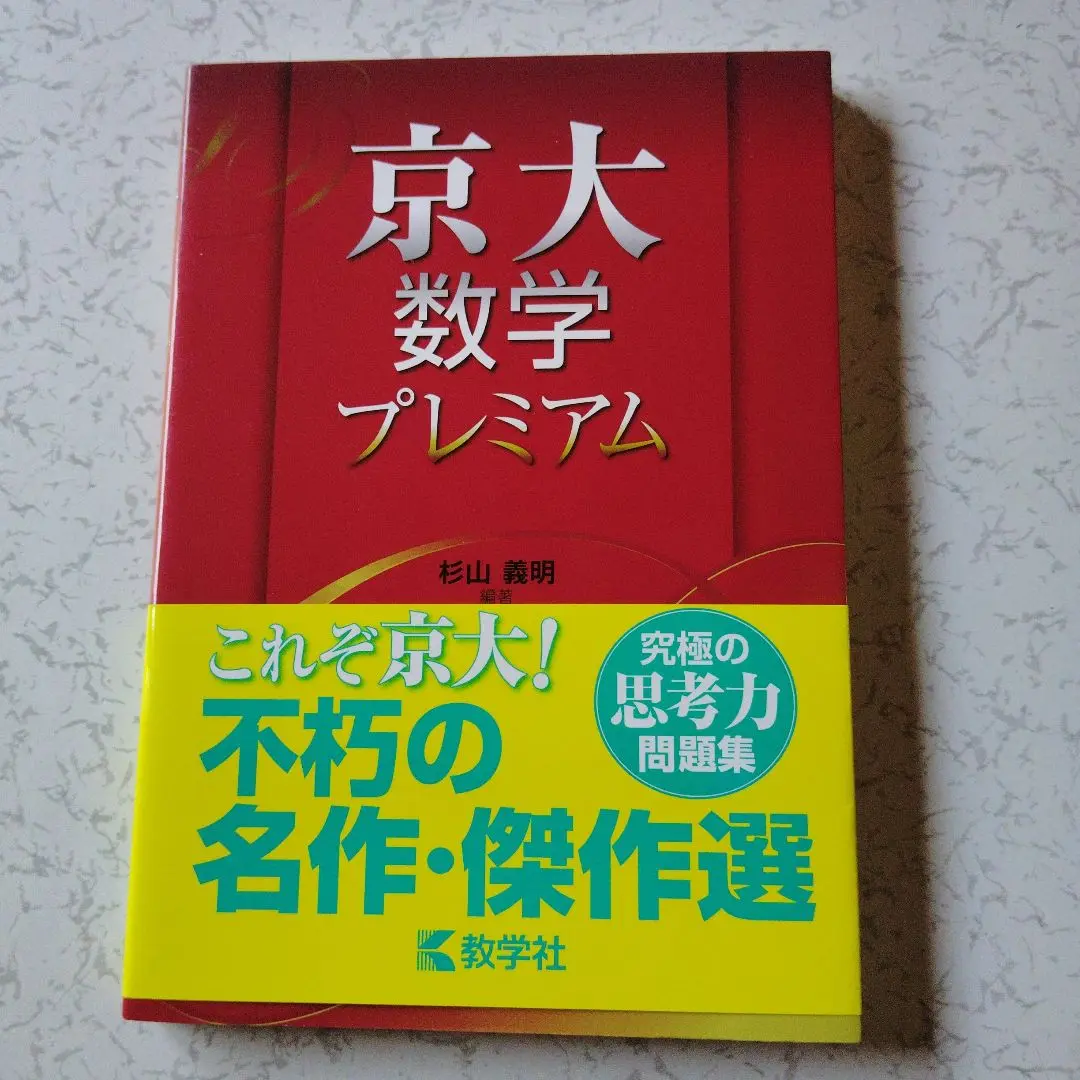 京大
数学
プレミアム
杉山 義明
編著
これぞ京大!
不朽の
名作・傑作選
究極の
思考力
問題集
教学社